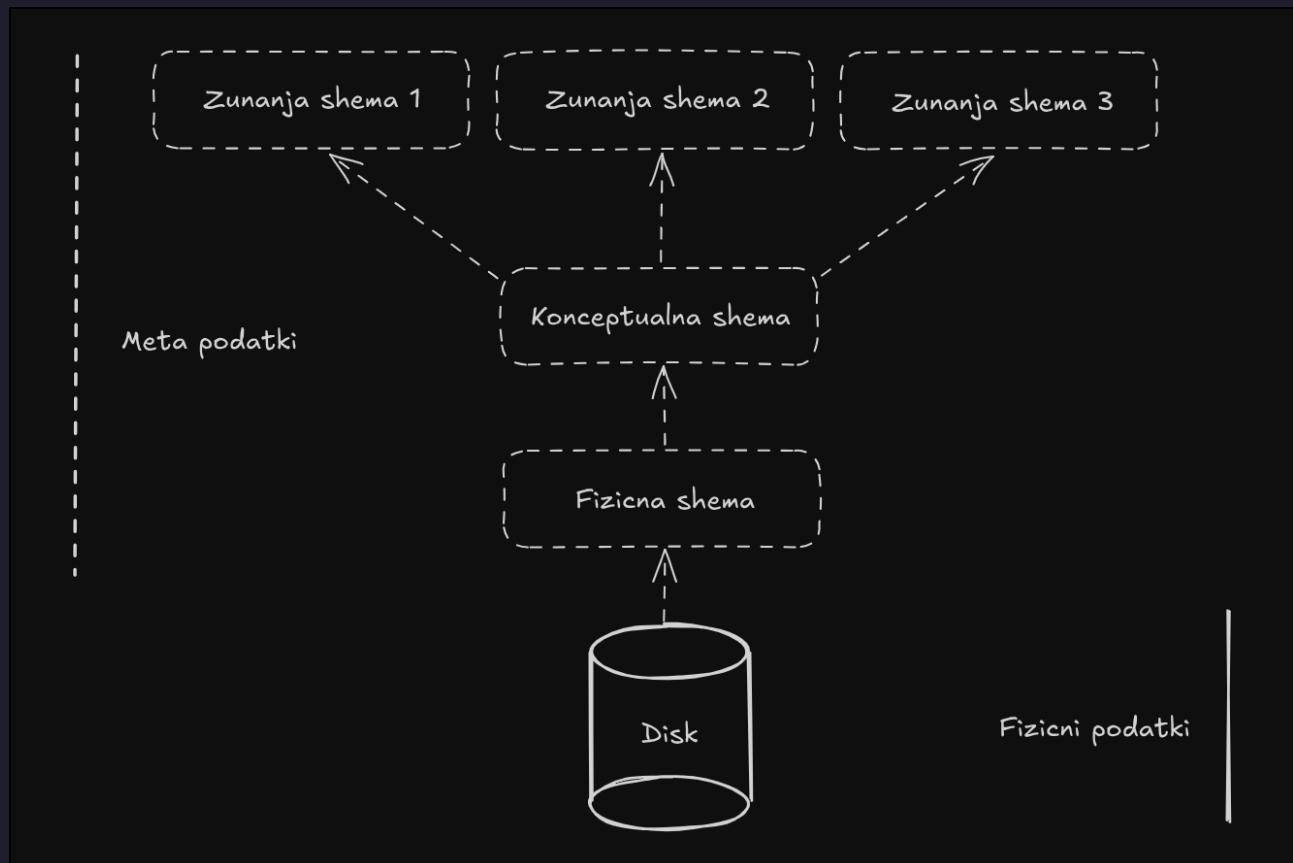 Zunanja shema 1
Zunanja shema 2
Zunanja shema 3
Konceptualna shema
Meta podatki
Fizicna shema
Disk
Fizicni podatki